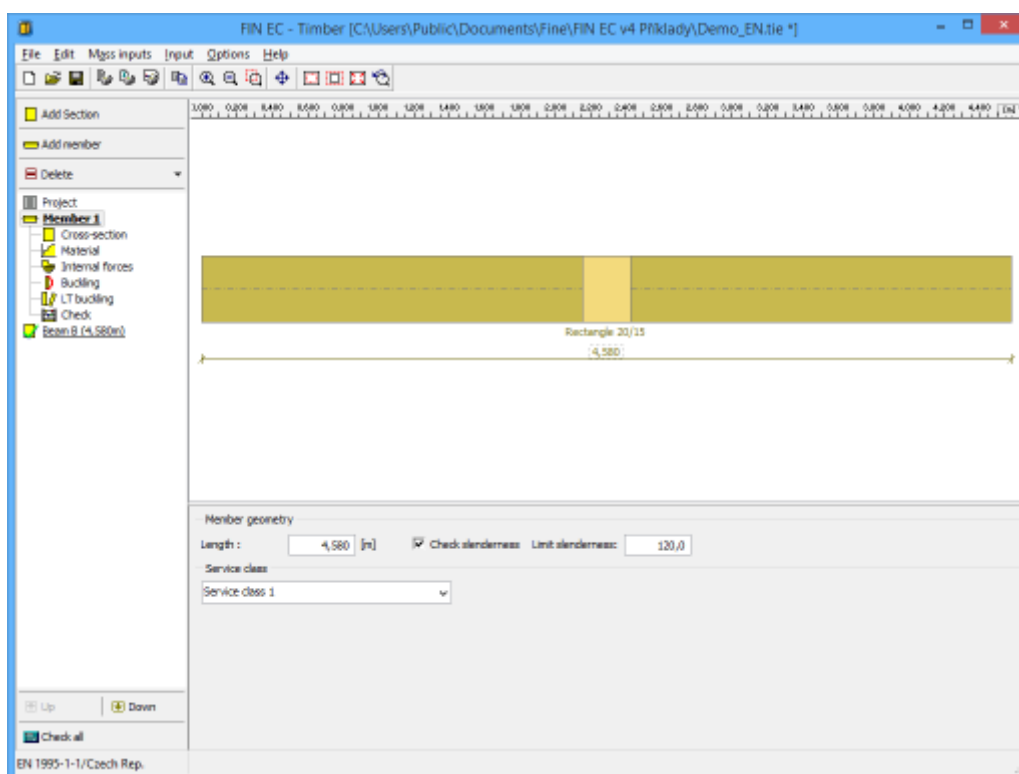 FIN EC - Timber [C:\Users\Public\Documents\Fine\FIN EC v4 Příklady\Demo_EN.tie *]
File Edit Mass inputs Input Options Help
Add Section
Add member
Delete
Project
Member 1
Cross-section
Material
Internal forces
Buckling
LT buckling
Check
Beam 8 (4,580m)
Rectangle 20/15
4,580
Member geometry
Length : 4,580 [m] Check slenderness Limit slenderness: 120,0
Service class
Service class 1
Up Down
Check all
EN 1995-1-1/Czech Rep.